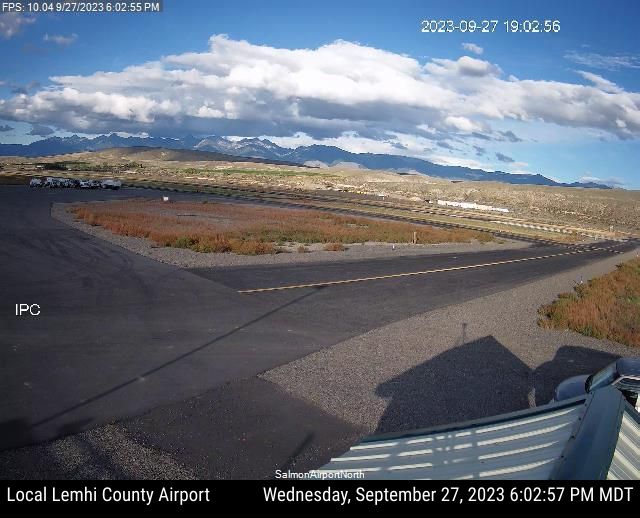 FPS: 10.04 9/27/2023 6:02:55 PM
2023-09-27 19:02:56
IPC
SalmonAirportNorth
Local Lemhi County Airport Wednesday, September 27, 2023 6:02:57 PM MDT